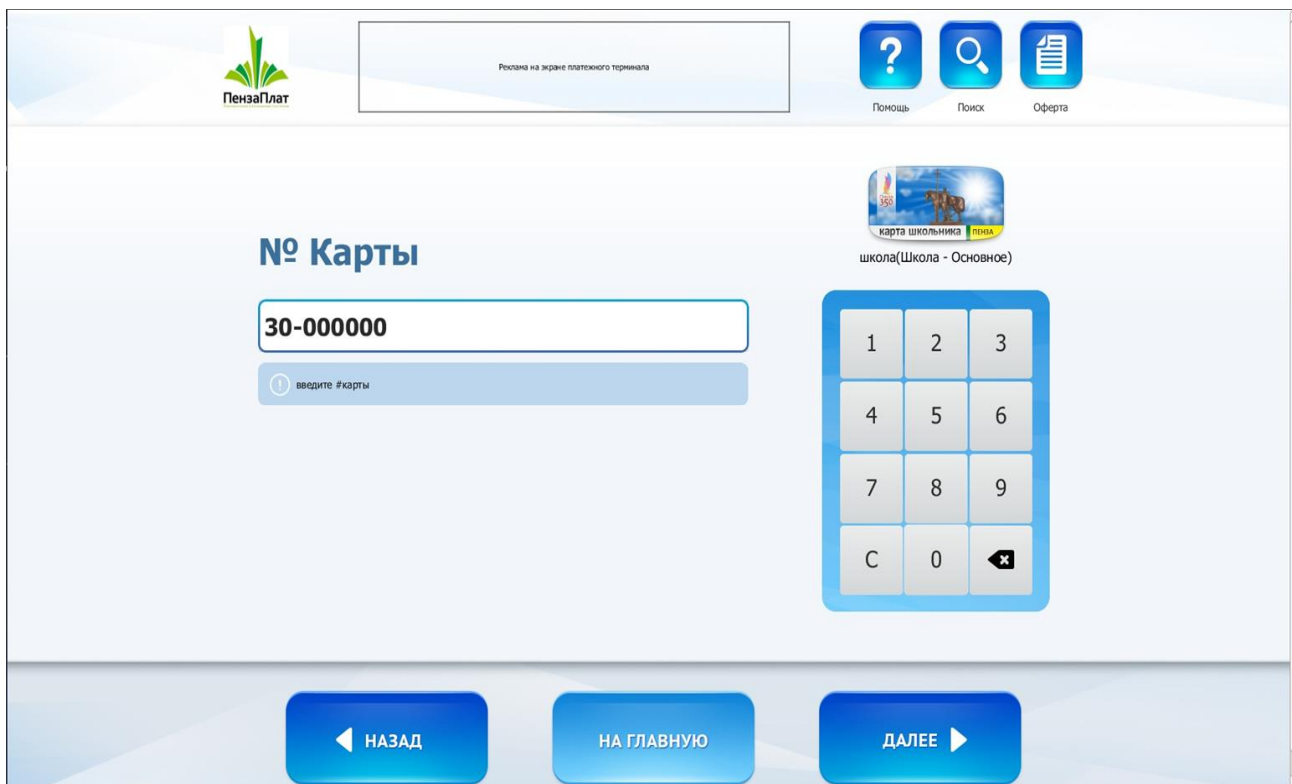 ПензаПлат
Реклама на экране платежного терминала
?
Помощь
Поиск
Оферта
350
карта школьника ПЕНЗА
школа(Школа - Основное)
№ Карты
30-000000
! введите #карты
1 2 3
4 5 6
7 8 9
C 0
НАЗАД
НА ГЛАВНУЮ
ДАЛЕЕ